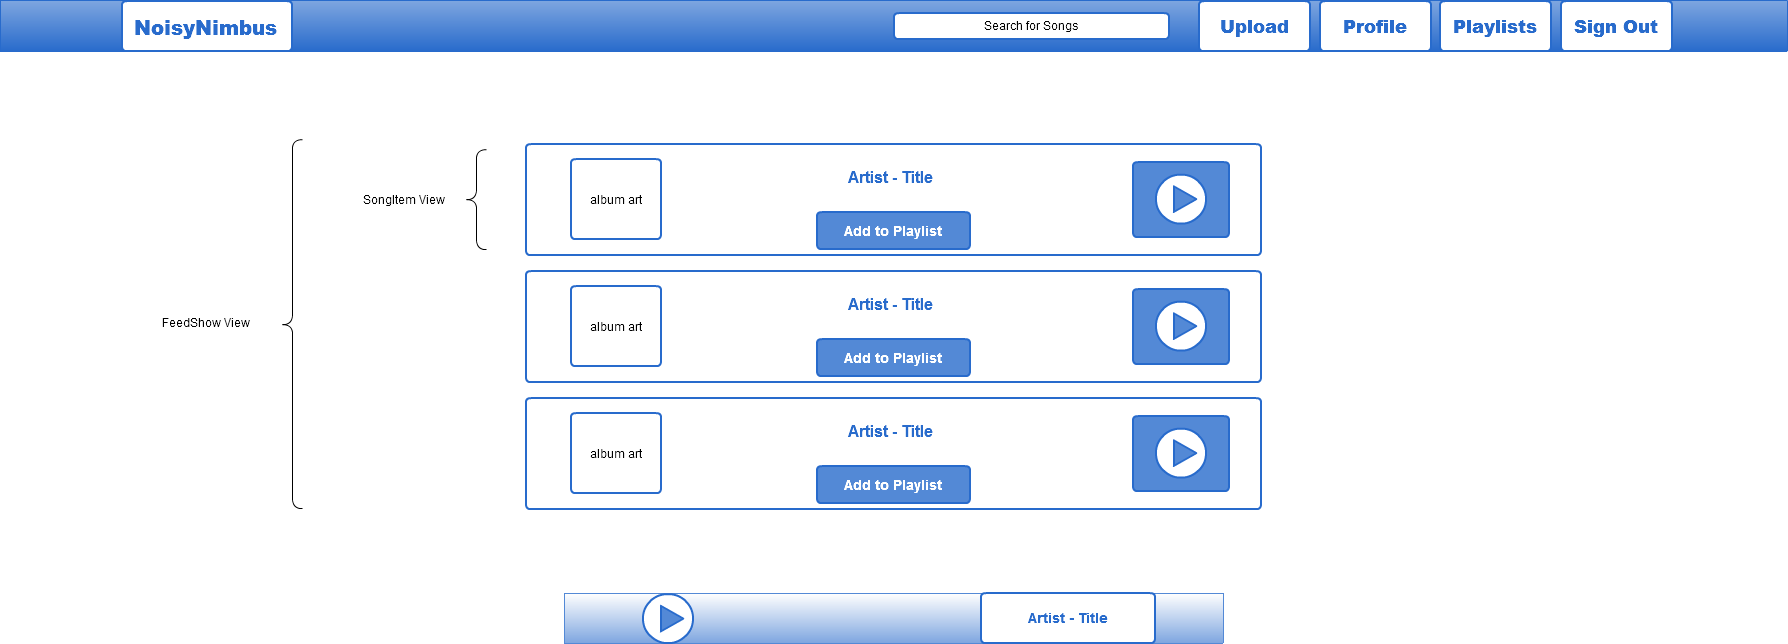 NoisyNimbus
Search for Songs
Upload
Profile
Playlists
Sign Out
FeedShow View
SongItem View
album art
Artist - Title
Add to Playlist
album art
Artist - Title
Add to Playlist
album art
Artist - Title
Add to Playlist
Artist - Title